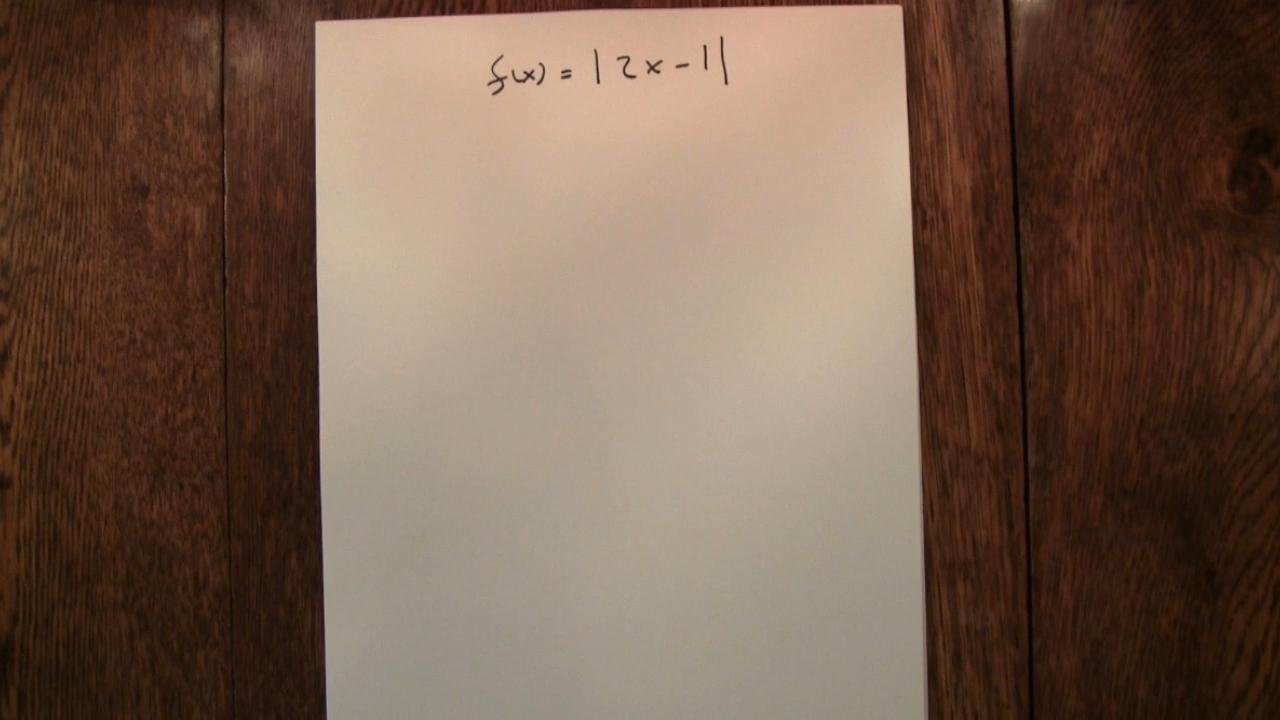 f(x) = | 2x - 1 |